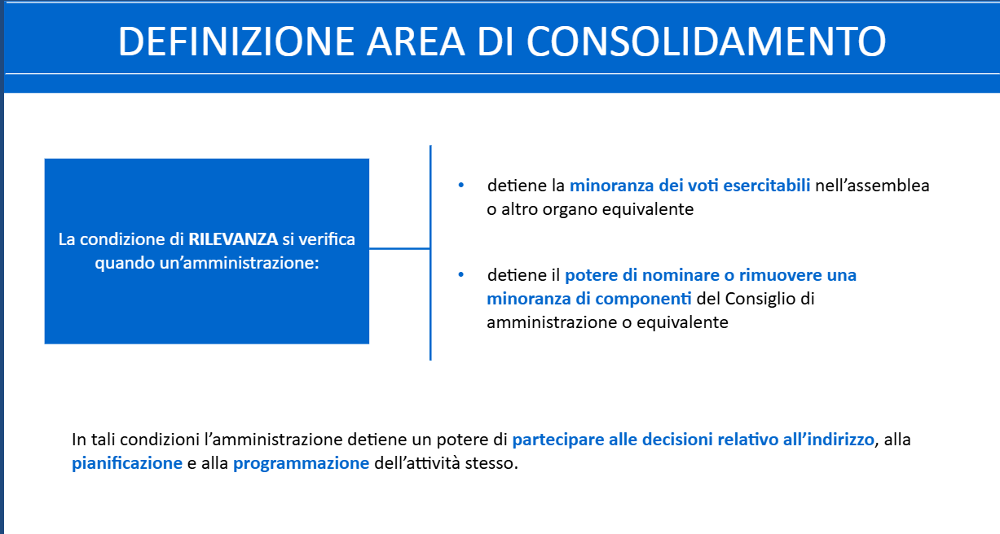 DEFINIZIONE AREA DI CONSOLIDAMENTO
La condizione di RILEVANZA si verifica
quando un’amministrazione:
• detiene la minoranza dei voti esercitabili nell’assemblea
o altro organo equivalente
• detiene il potere di nominare o rimuovere una
minoranza di componenti del Consiglio di
amministrazione o equivalente
In tali condizioni l’amministrazione detiene un potere di partecipare alle decisioni relativo all’indirizzo, alla
pianificazione e alla programmazione dell’attività stesso.